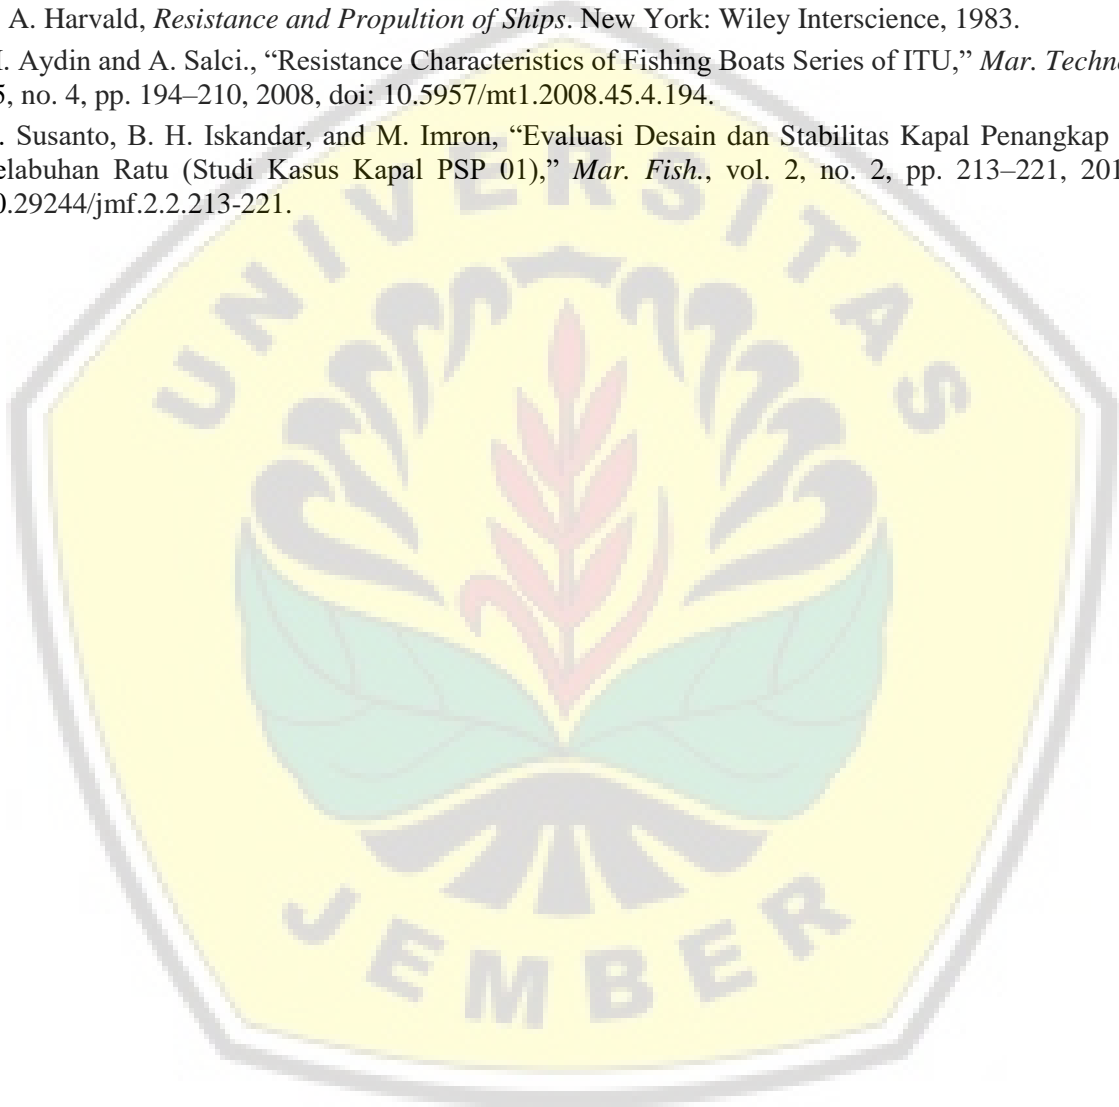 A. Harvald, Resistance and Propultion of Ships. New York: Wiley Interscience, 1983.
. Aydin and A. Salci., “Resistance Characteristics of Fishing Boats Series of ITU,” Mar. Techno
5, no. 4, pp. 194–210, 2008, doi: 10.5957/mt1.2008.45.4.194.
. Susanto, B. H. Iskandar, and M. Imron, “Evaluasi Desain dan Stabilitas Kapal Penangkap
elabuhan Ratu (Studi Kasus Kapal PSP 01),” Mar. Fish., vol. 2, no. 2, pp. 213–221, 201
0.29244/jmf.2.2.213-221.
UNIVERSITAS
JEMBER